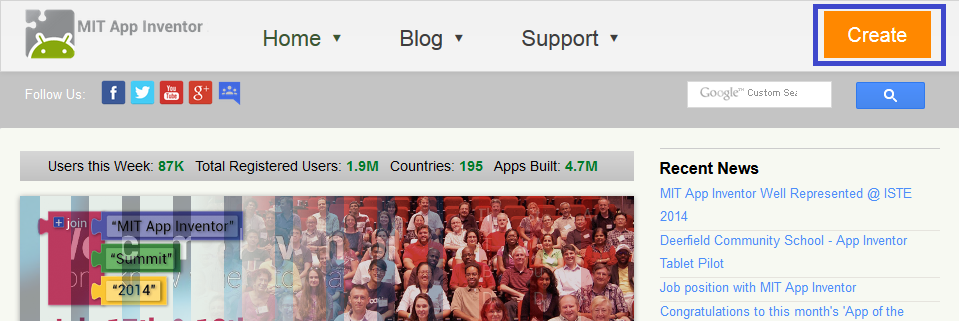 MIT App Inventor
Home ▼ Blog ▼ Support ▼ Create
Follow Us: f You Tube g+
Google™ Custom Sea
Users this Week: 87K Total Registered Users: 1.9M Countries: 195 Apps Built: 4.7M
join "MIT App Inventor"
"Summit"
"2014"
Recent News
MIT App Inventor Well Represented @ ISTE
2014
Deerfield Community School - App Inventor
Tablet Pilot
Job position with MIT App Inventor
Congratulations to this month's 'App of the